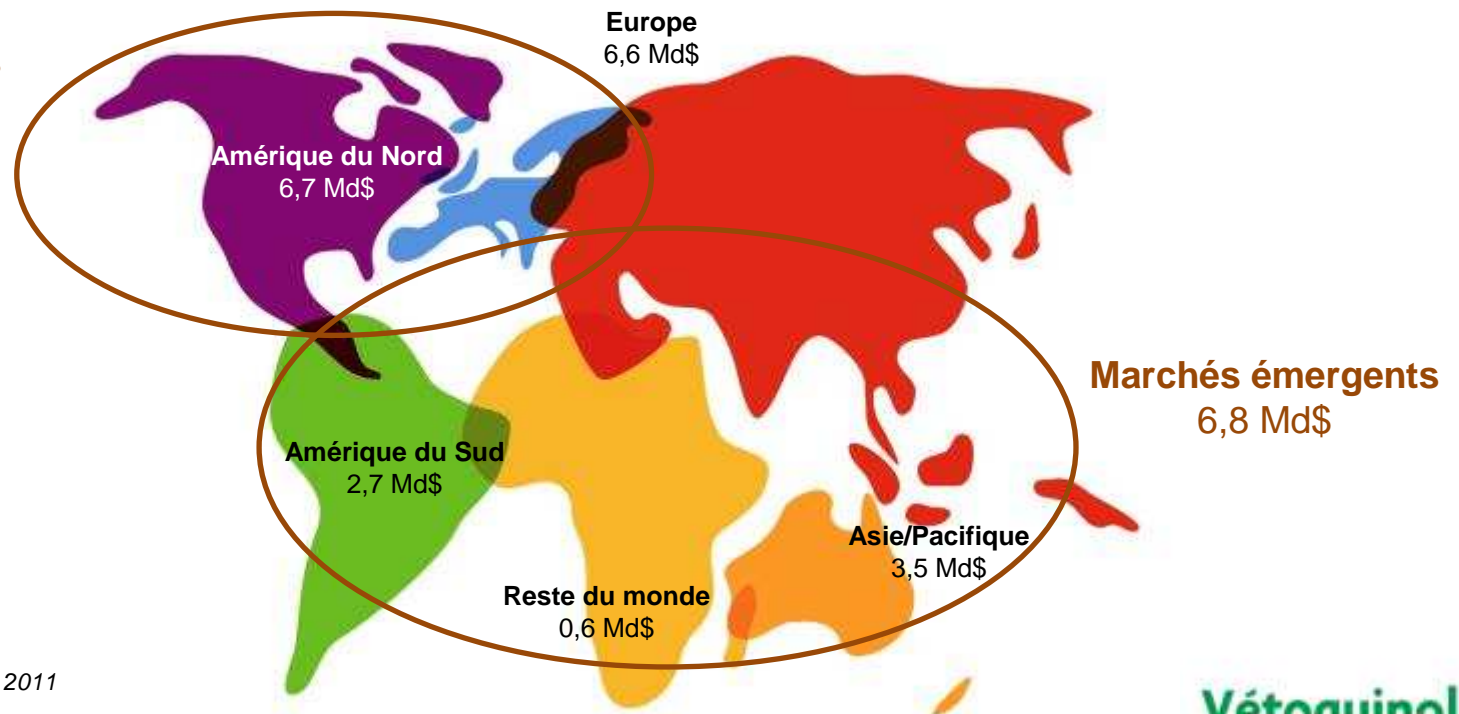 Europe
6,6 Md$
Amérique du Nord
6,7 Md$
Marchés émergents
6,8 Md$
Amérique du Sud
2,7 Md$
Asie/Pacifique
3,5 Md$
Reste du monde
0,6 Md$
2011
Vétoquinol